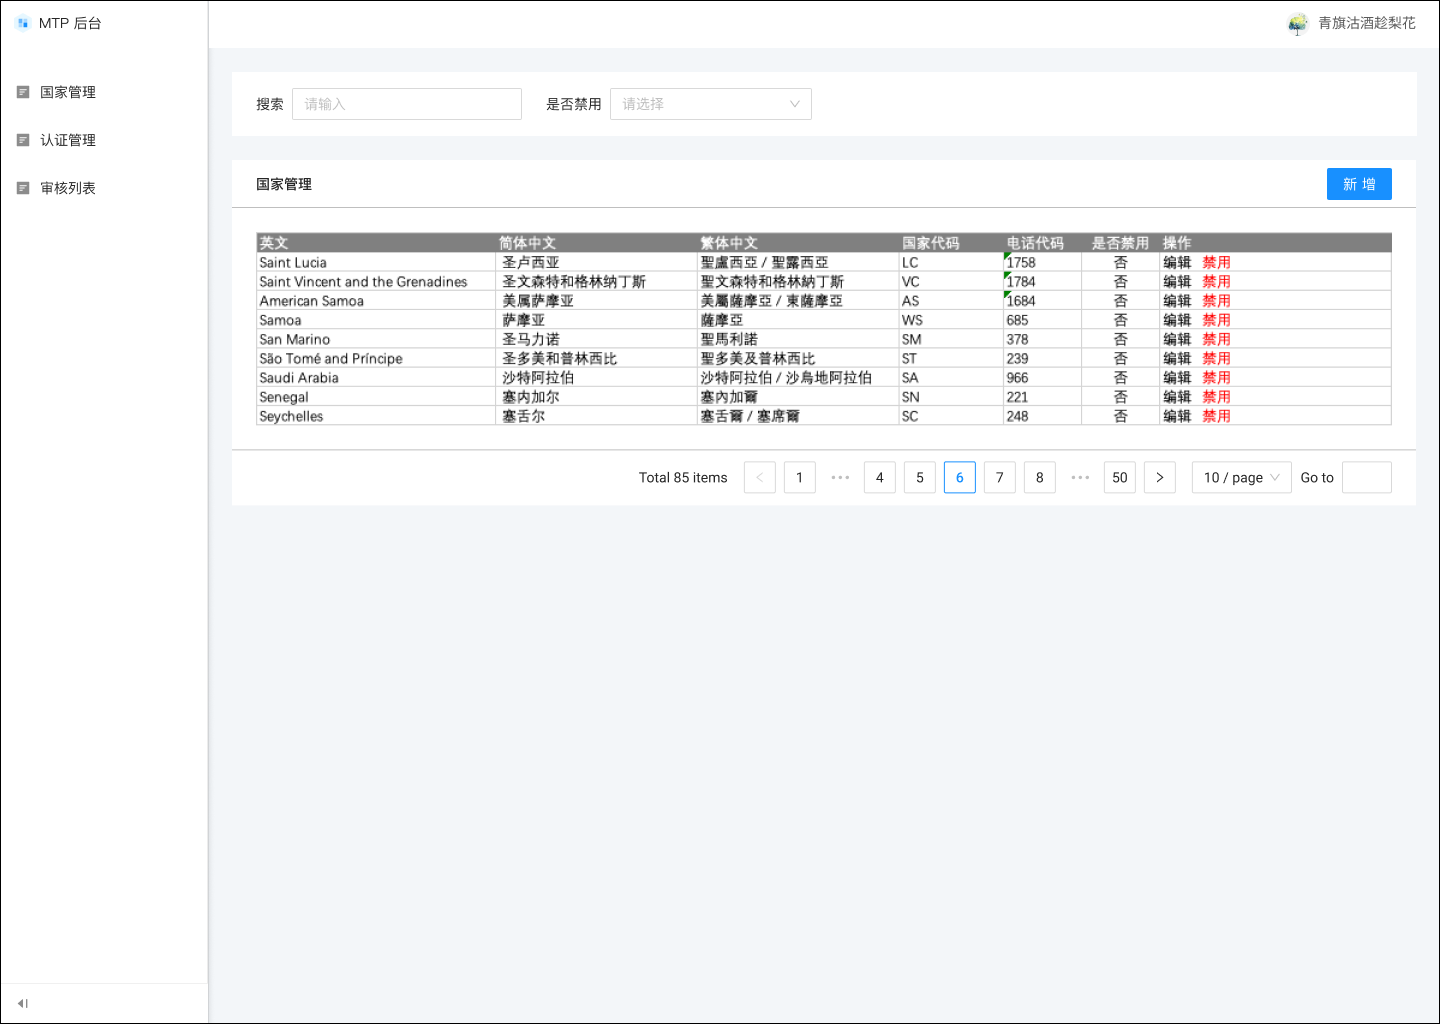 MTP 后台
青旗沽酒趁梨花
国家管理
认证管理
审核列表
搜索 请输入 是否禁用 请选择
国家管理 新 增
英文 简体中文 繁体中文 国家代码 电话代码 是否禁用 操作
Saint Lucia 圣卢西亚 聖盧西亞 / 聖露西亞 LC 1758 否 编辑 禁用
Saint Vincent and the Grenadines 圣文森特和格林纳丁斯 聖文森特和格林納丁斯 VC 1784 否 编辑 禁用
American Samoa 美属萨摩亚 美屬薩摩亞 / 東薩摩亞 AS 1684 否 编辑 禁用
Samoa 萨摩亚 薩摩亞 WS 685 否 编辑 禁用
San Marino 圣马力诺 聖馬利諾 SM 378 否 编辑 禁用
São Tomé and Príncipe 圣多美和普林西比 聖多美及普林西比 ST 239 否 编辑 禁用
Saudi Arabia 沙特阿拉伯 沙特阿拉伯 / 沙烏地阿拉伯 SA 966 否 编辑 禁用
Senegal 塞内加尔 塞內加爾 SN 221 否 编辑 禁用
Seychelles 塞舌尔 塞舌爾 / 塞席爾 SC 248 否 编辑 禁用
Total 85 items < 1 ••• 4 5 6 7 8 ••• 50 > 10 / page Go to